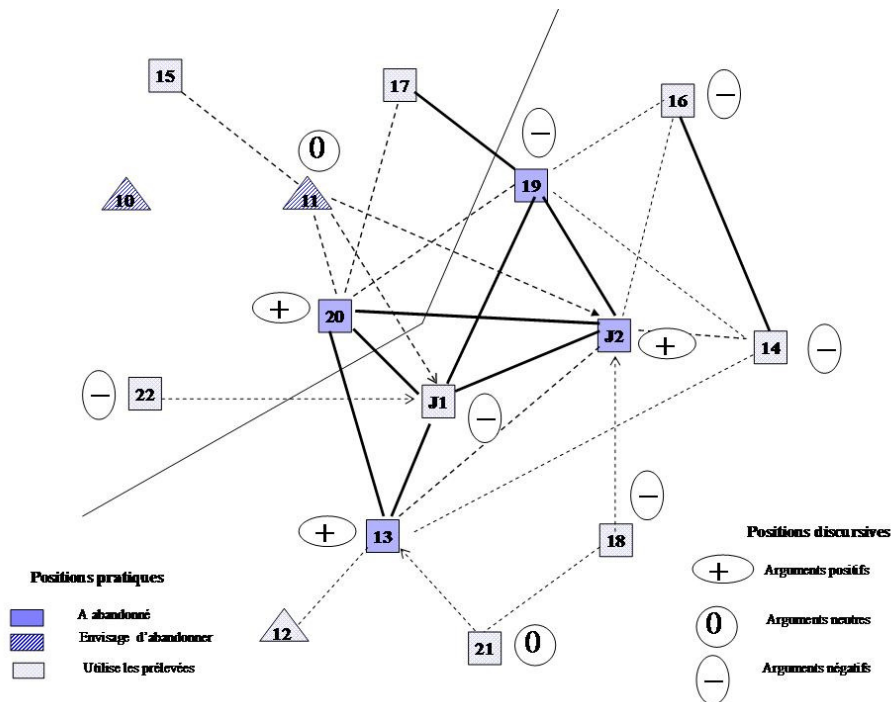 15
17
16
−
−
0
19
10
11
+
20
J2
+
14
−
−
22
J1
−
−
+
13
18
12
21
0
Positions pratiques
A abandonné
Envisage d'abandonner
Utilise les prélevées
Positions discursives
+ Arguments positifs
0 Arguments neutres
− Arguments négatifs